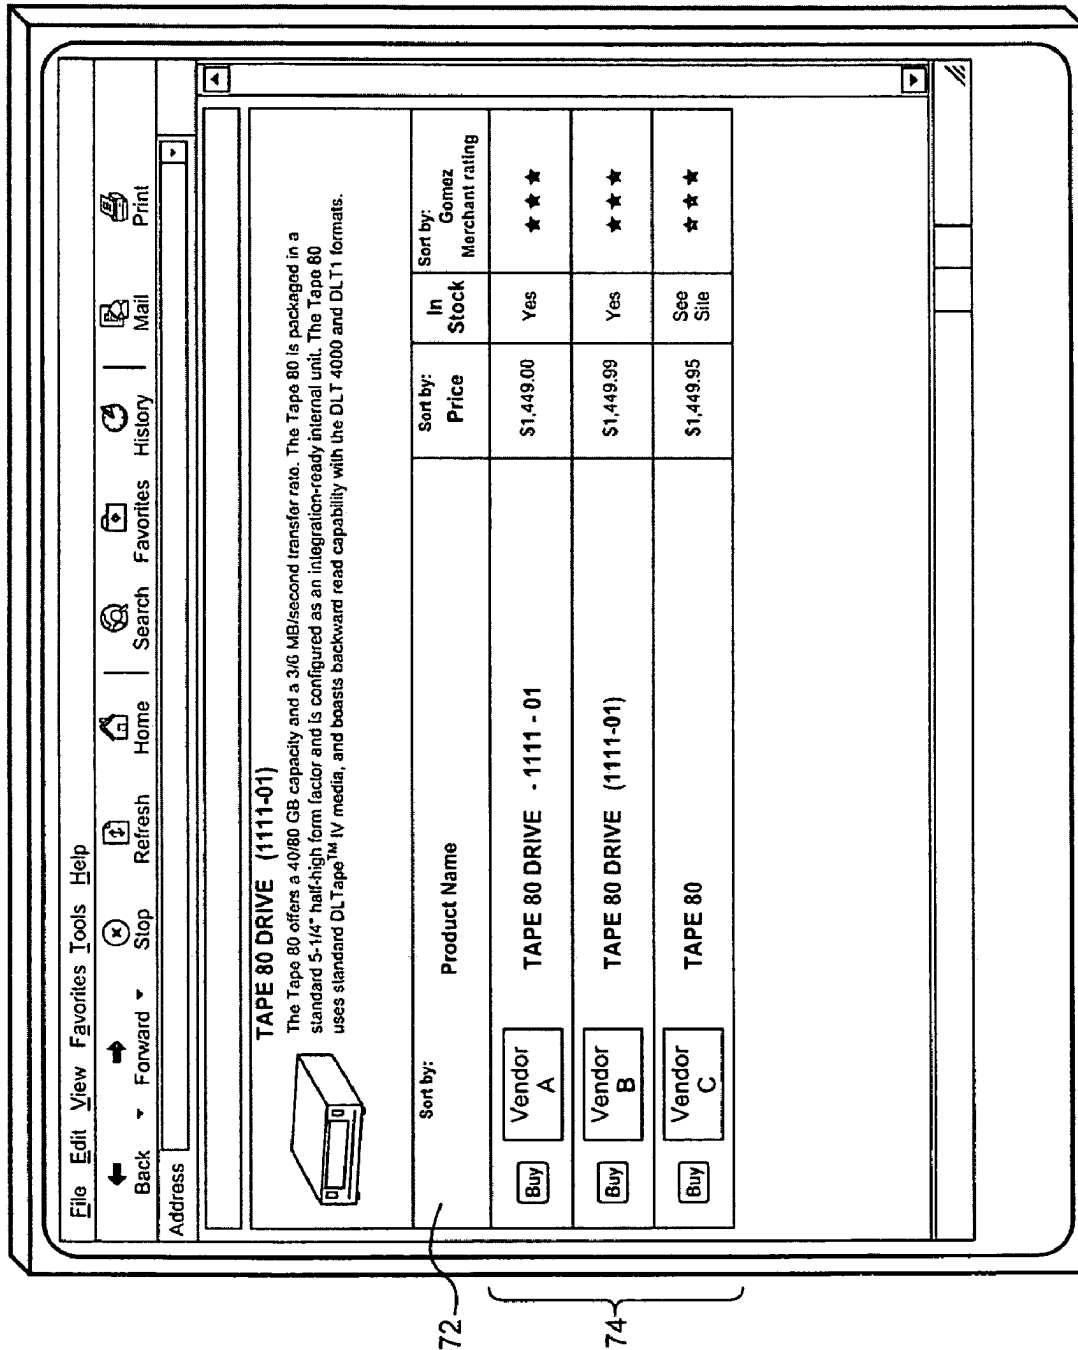 File Edit View Favorites Tools Help
Back Forward Stop Refresh Home Search Favorites History Mail Print
Address
TAPE 80 DRIVE (1111-01)
The Tape 80 offers a 40/80 GB capacity and a 3/6 MB/second transfer rate. The Tape 80 is packaged in a
standard 5-1/4" half-high form factor and is configured as an integration-ready internal unit. The Tape 80
uses standard DLTape™ IV media, and boasts backward read capability with the DLT 4000 and DLT1 formats.
Sort by: Product Name Sort by: Price In Stock Sort by: Gomez Merchant rating
Buy Vendor A TAPE 80 DRIVE - 1111 - 01 $1,449.00 Yes ★★★
Buy Vendor B TAPE 80 DRIVE (1111-01) $1,449.99 Yes ★★★
Buy Vendor C TAPE 80 $1,449.95 See Site ★★★
72
74